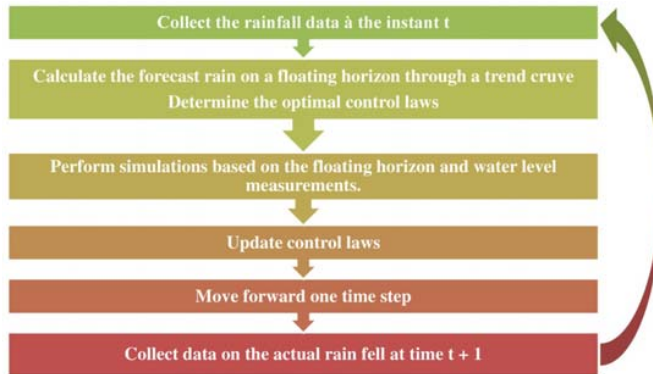 Collect the rainfall data à the instant t
Calculate the forecast rain on a floating horizon through a trend cruve
Determine the optimal control laws
Perform simulations based on the floating horizon and water level
measurements.
Update control laws
Move forward one time step
Collect data on the actual rain fell at time t + 1